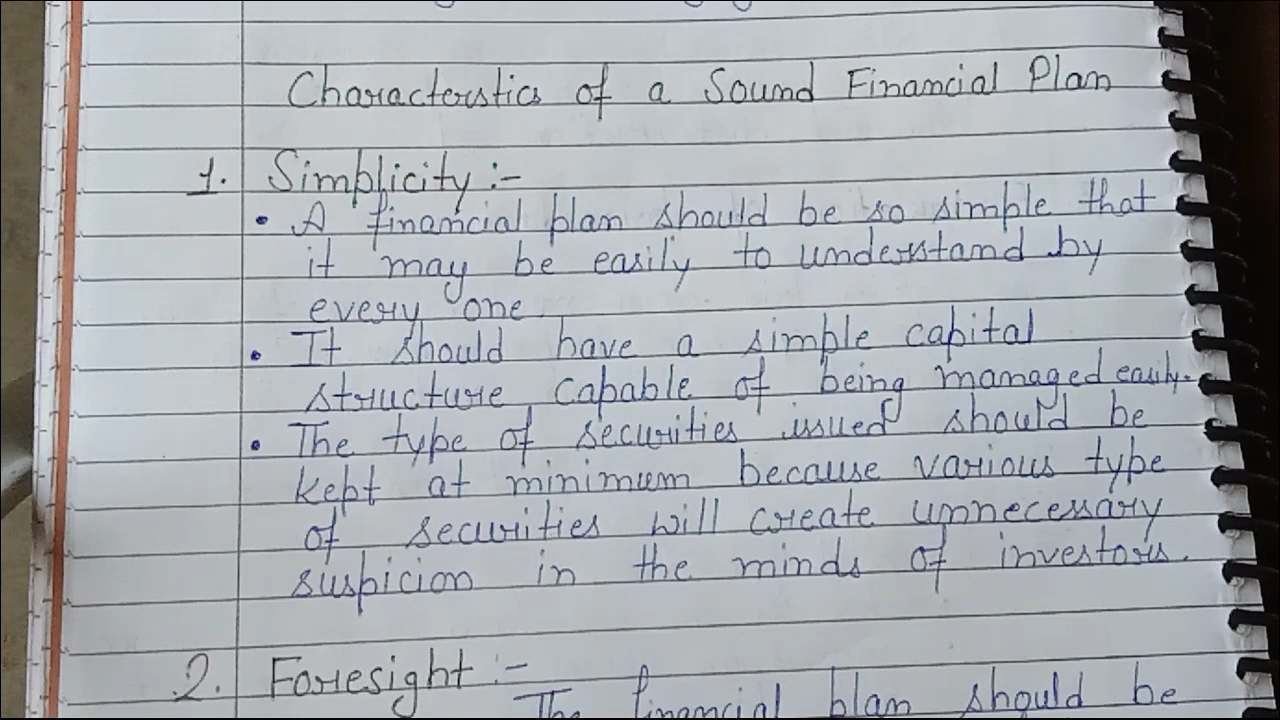 Characterstics of a Sound Financial Plan
1. Simplicity :-
• A financial plan should be so simple that
it may be easily to understand by
every one
• It should have a simple capital
structure capable of being managed easily.
• The type of securities issued should be
kept at minimum because various type
of securities will create unnecessary
suspicion in the minds of investors.
2. Foresight :-
The financial plan should be